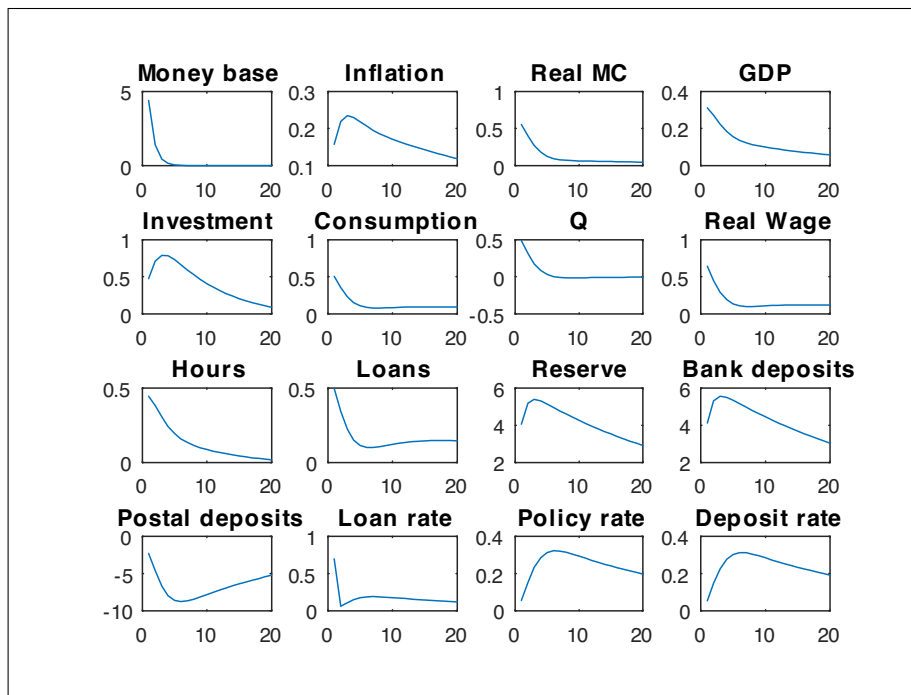 Money base
Inflation
Real MC
GDP
5
0
0 10 20
0.3
0.2
0.1
0 10 20
1
0.5
0
0 10 20
0.4
0.2
0
0 10 20
Investment
Consumption
Q
Real Wage
1
0.5
0
0 10 20
1
0.5
0
0 10 20
0.5
0
-0.5
0 10 20
1
0.5
0
0 10 20
Hours
Loans
Reserve
Bank deposits
0.5
0
0 10 20
0.5
0
0 10 20
6
4
2
0 10 20
6
4
2
0 10 20
Postal deposits
Loan rate
Policy rate
Deposit rate
0
-5
-10
0 10 20
1
0.5
0
0 10 20
0.4
0.2
0
0 10 20
0.4
0.2
0
0 10 20